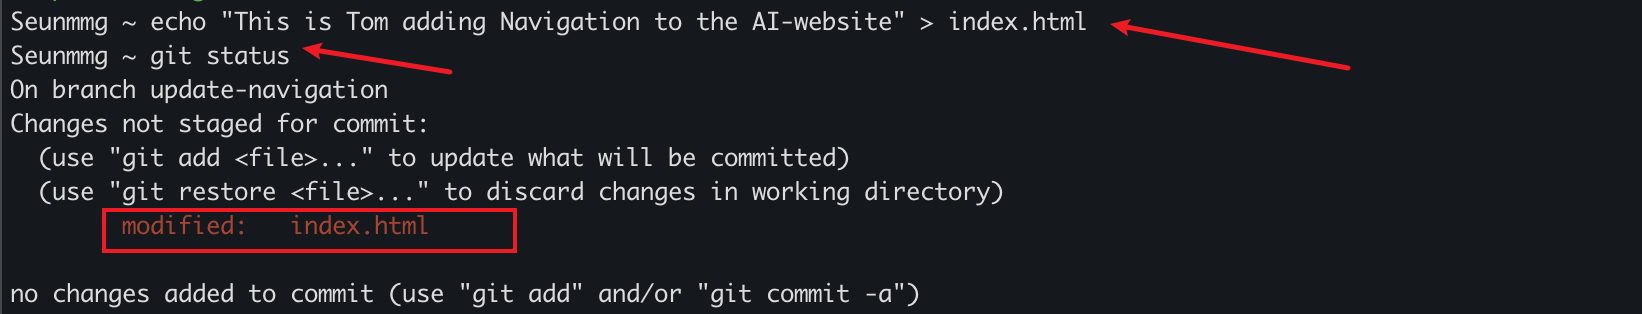 Seunmmg ~ echo "This is Tom adding Navigation to the AI-website" > index.html
Seunmmg ~ git status
On branch update-navigation
Changes not staged for commit:
  (use "git add <file>..." to update what will be committed)
  (use "git restore <file>..." to discard changes in working directory)
        modified:   index.html

no changes added to commit (use "git add" and/or "git commit -a")